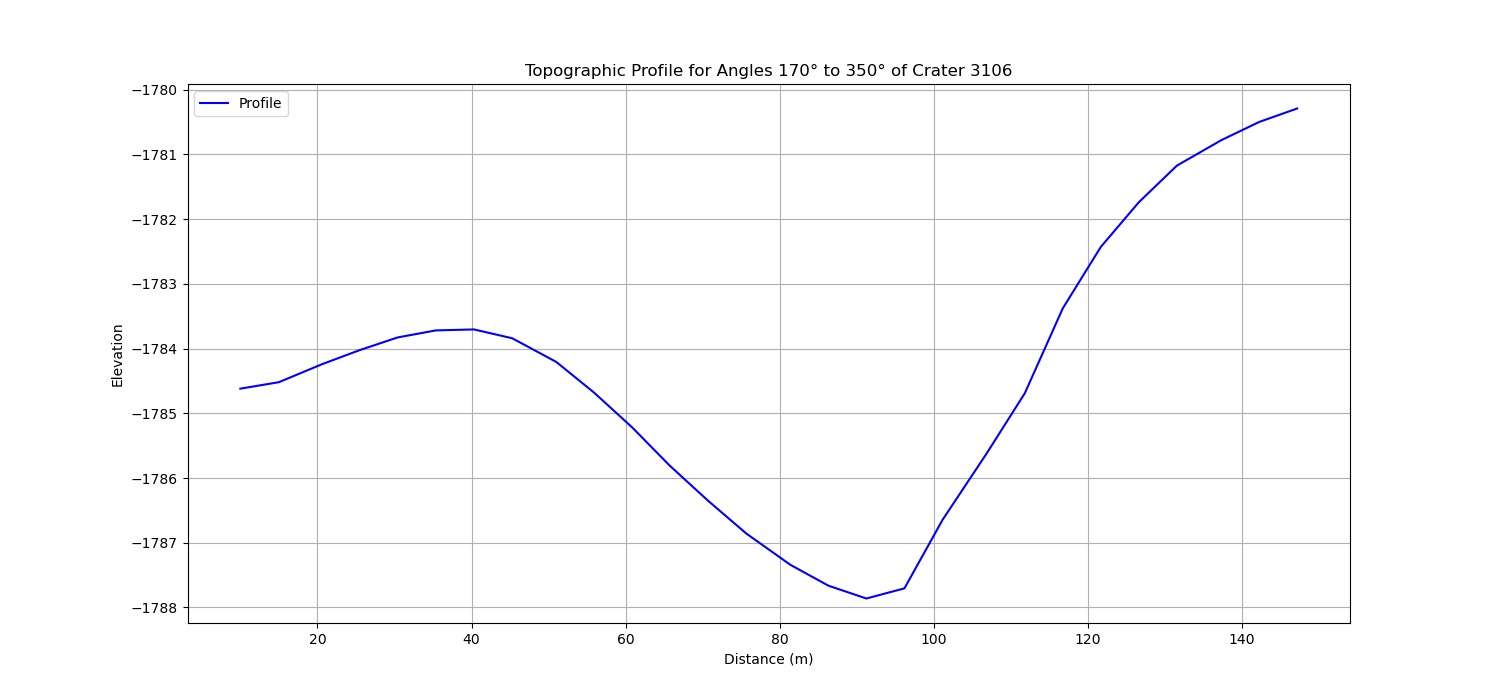 Topographic Profile for Angles 170° to 350° of Crater 3106
Profile
−1780
−1781
−1782
−1783
−1784
−1785
−1786
−1787
−1788
Elevation
20 40 60 80 100 120 140
Distance (m)